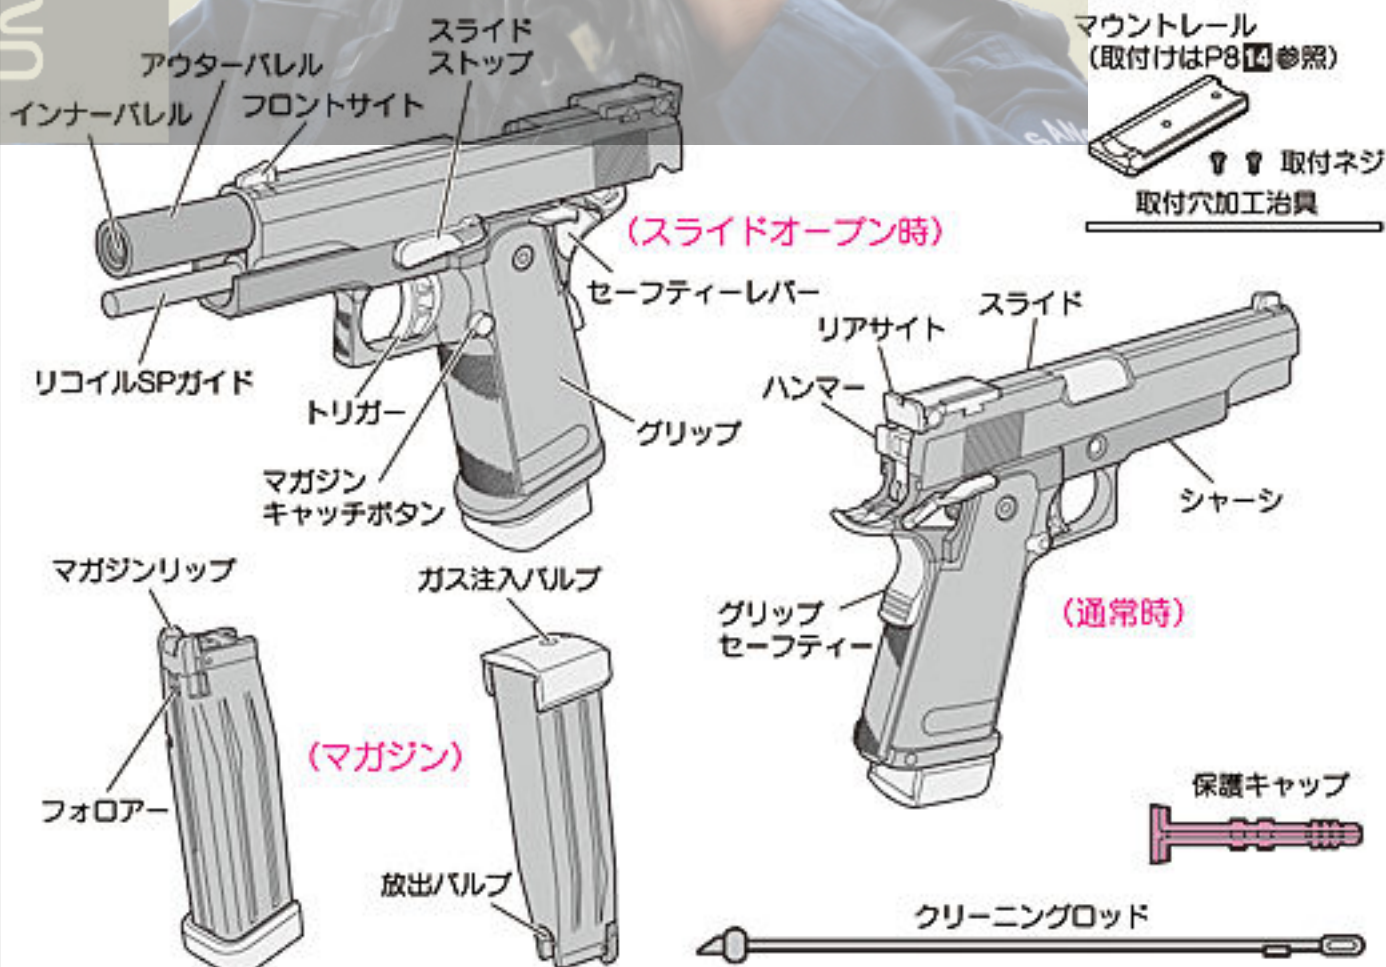 スライド
ストップ
アウターバレル
インナーバレル
フロントサイト
マウントレール
(取付けはP8 14 参照)
取付ネジ
取付穴加工治具
(スライドオープン時)
セーフティーレバー
リコイルSPガイド
トリガー
グリップ
マガジン
キャッチボタン
スライド
リアサイト
ハンマー
シャーシ
グリップ
セーフティー
(通常時)
マガジンリップ
ガス注入バルブ
(マガジン)
フォロアー
放出バルブ
保護キャップ
クリーニングロッド